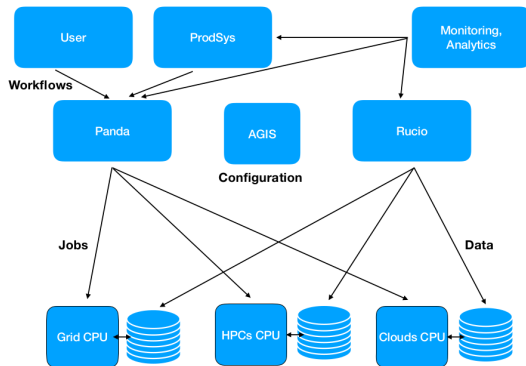 User
ProdSys
Monitoring,
Analytics
Workflows
Panda
AGIS
Rucio
Configuration
Jobs
Data
Grid CPU
HPCs CPU
Clouds CPU